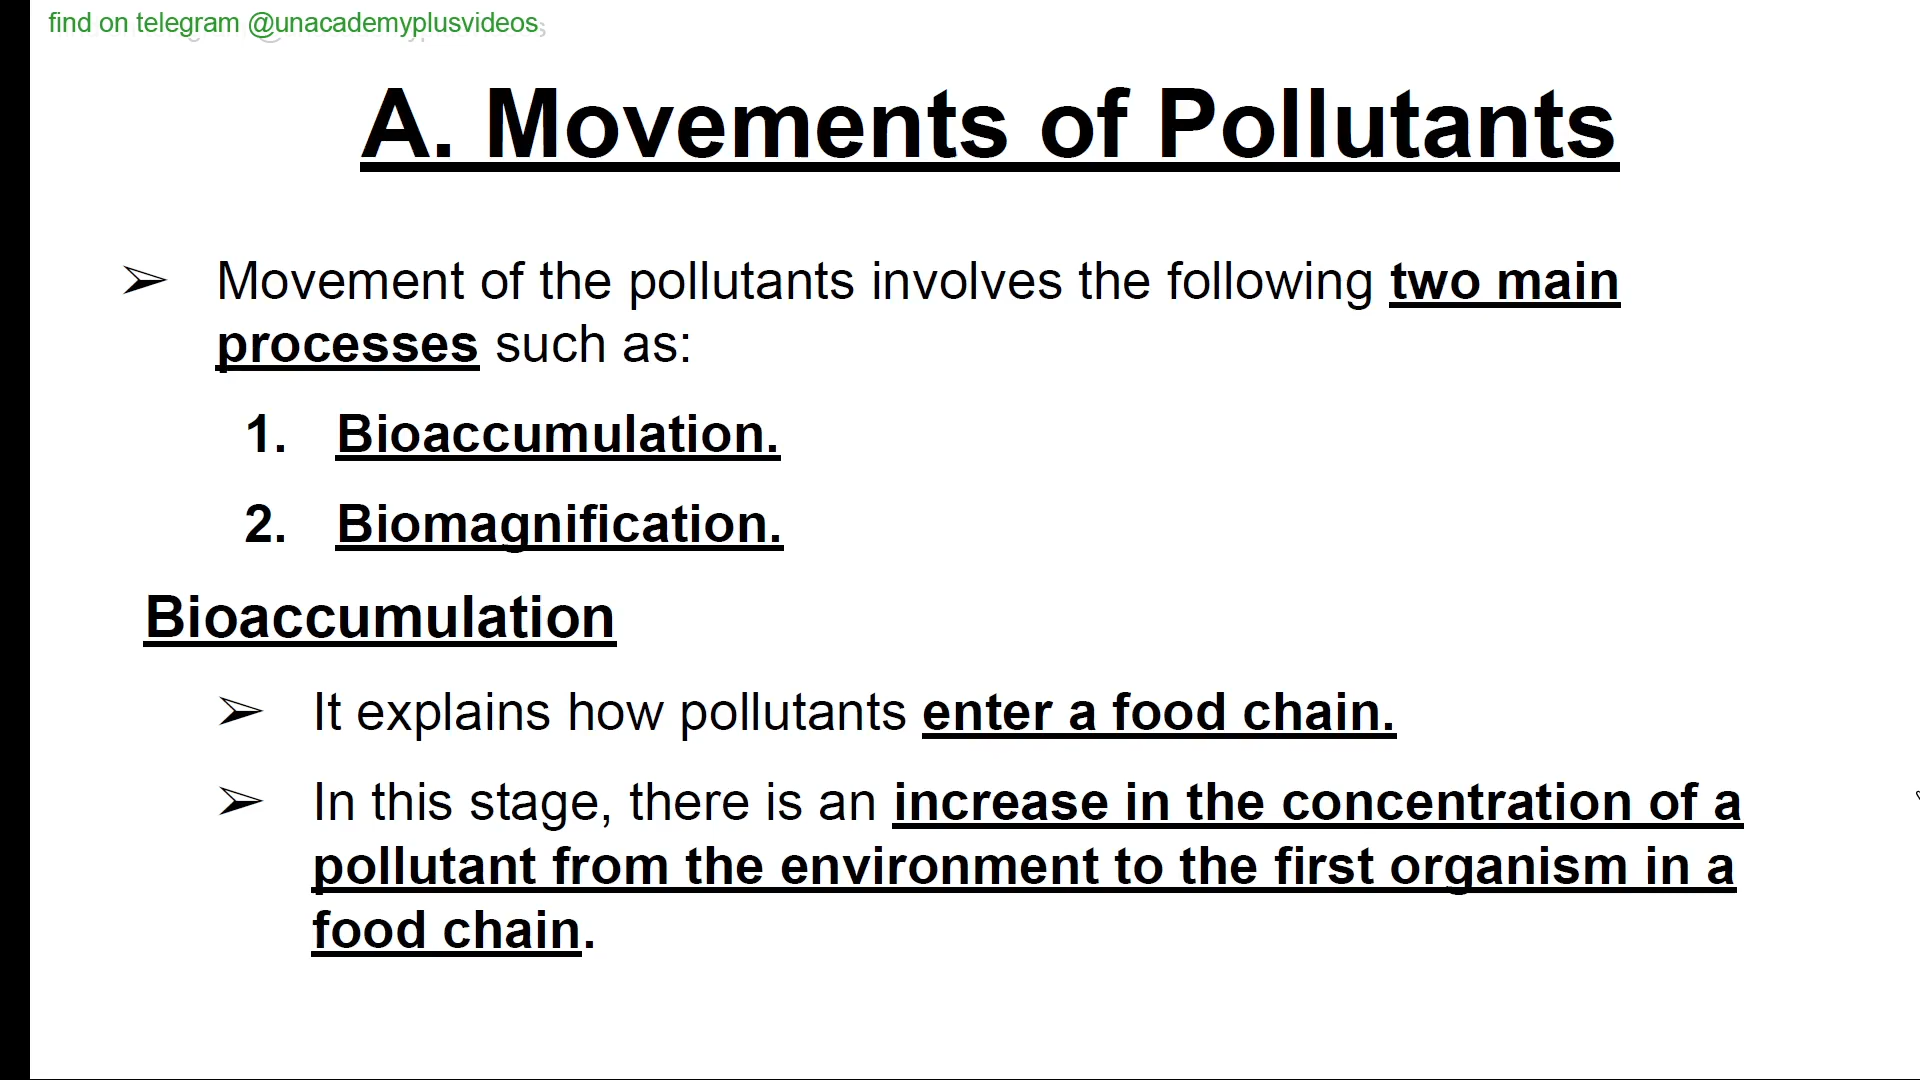 find on telegram @unacademyplusvideos
A. Movements of Pollutants
➢ Movement of the pollutants involves the following two main
processes such as:
1. Bioaccumulation.
2. Biomagnification.
Bioaccumulation
➢ It explains how pollutants enter a food chain.
➢ In this stage, there is an increase in the concentration of a
pollutant from the environment to the first organism in a
food chain.